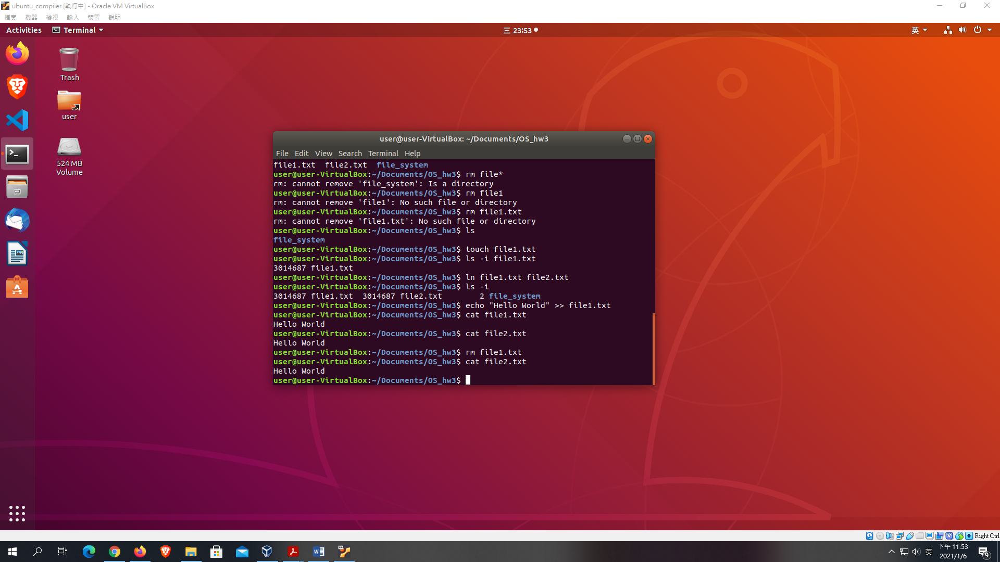 ubuntu_compiler [執行中] - Oracle VM VirtualBox
檔案 機器 檢視 輸入 裝置 說明
Activities Terminal 三 23:53 英
Trash
user
524 MB
Volume
user@user-VirtualBox: ~/Documents/OS_hw3
File Edit View Search Terminal Help
file1.txt  file2.txt  file_system
user@user-VirtualBox:~/Documents/OS_hw3$ rm file*
rm: cannot remove 'file_system': Is a directory
user@user-VirtualBox:~/Documents/OS_hw3$ rm file1
rm: cannot remove 'file1': No such file or directory
user@user-VirtualBox:~/Documents/OS_hw3$ rm file1.txt
rm: cannot remove 'file1.txt': No such file or directory
user@user-VirtualBox:~/Documents/OS_hw3$ ls
file_system
user@user-VirtualBox:~/Documents/OS_hw3$ touch file1.txt
user@user-VirtualBox:~/Documents/OS_hw3$ ls -i file1.txt
3014687 file1.txt
user@user-VirtualBox:~/Documents/OS_hw3$ ln file1.txt file2.txt
user@user-VirtualBox:~/Documents/OS_hw3$ ls -i
3014687 file1.txt  3014687 file2.txt        2 file_system
user@user-VirtualBox:~/Documents/OS_hw3$ echo "Hello World" >> file1.txt
user@user-VirtualBox:~/Documents/OS_hw3$ cat file1.txt
Hello World
user@user-VirtualBox:~/Documents/OS_hw3$ cat file2.txt
Hello World
user@user-VirtualBox:~/Documents/OS_hw3$ rm file1.txt
user@user-VirtualBox:~/Documents/OS_hw3$ cat file2.txt
Hello World
user@user-VirtualBox:~/Documents/OS_hw3$
Right Ctrl
英 下午 11:53
2021/1/6
9